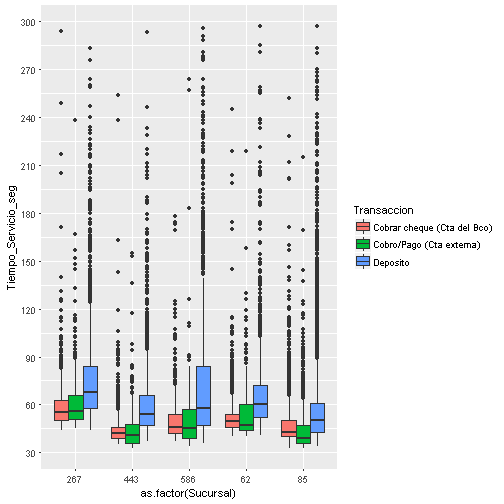 300
270
240
210
180
150
120
90
60
30
Tiempo_Servicio_seg
267
443
586
62
85
as.factor(Sucursal)
Transaccion
Cobrar cheque (Cta del Bco)
Cobro/Pago (Cta externa)
Deposito